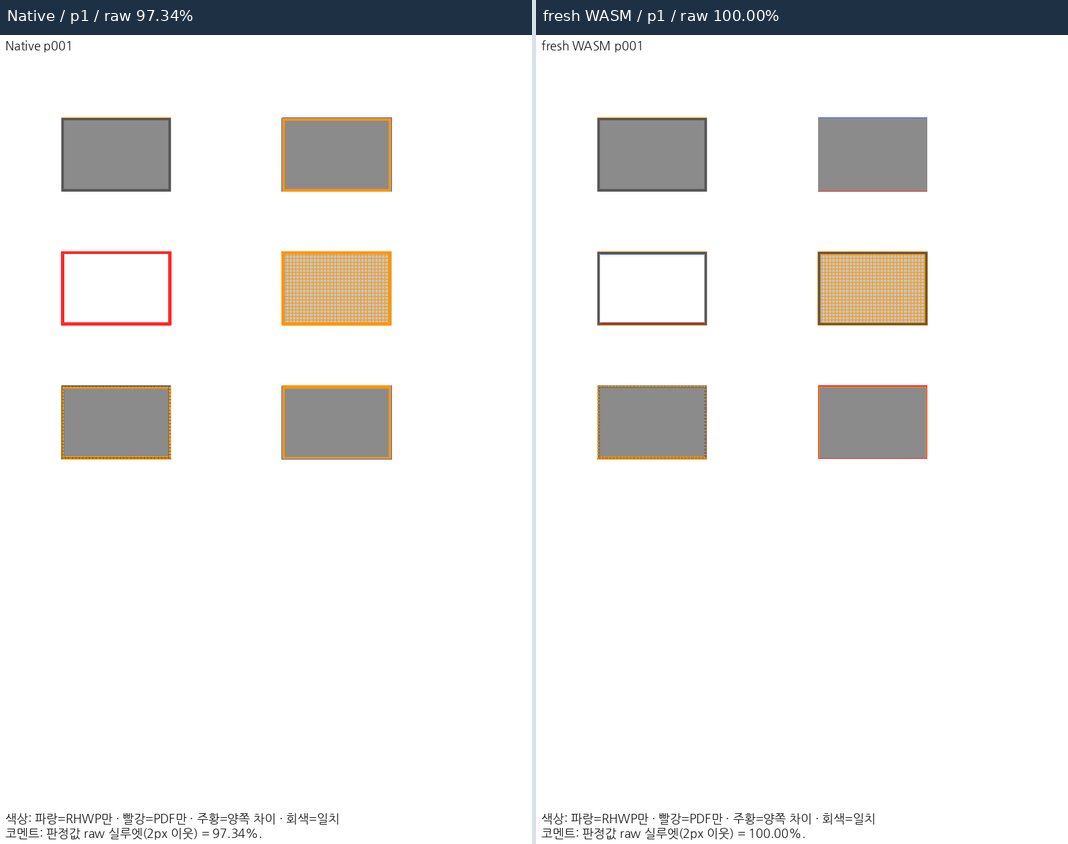 Native / p1 / raw 97.34%
Native p001
색상: 파랑=RHWP만 · 빨강=PDF만 · 주황=양쪽 차이 · 회색=일치
코멘트: 판정값 raw 실루엣(2px 이웃) = 97.34%.
fresh WASM / p1 / raw 100.00%
fresh WASM p001
색상: 파랑=RHWP만 · 빨강=PDF만 · 주황=양쪽 차이 · 회색=일치
코멘트: 판정값 raw 실루엣(2px 이웃) = 100.00%.